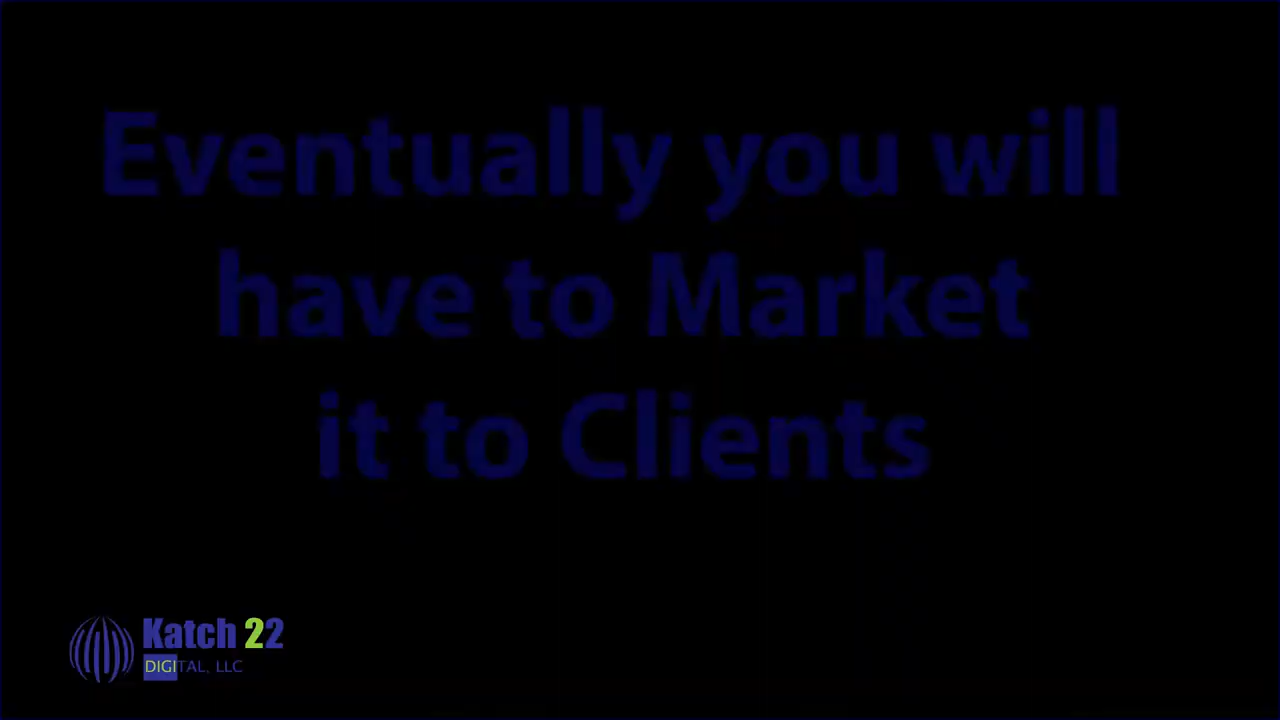 Eventually you will
have to Market
it to Clients
Katch 22
DIGITAL, LLC